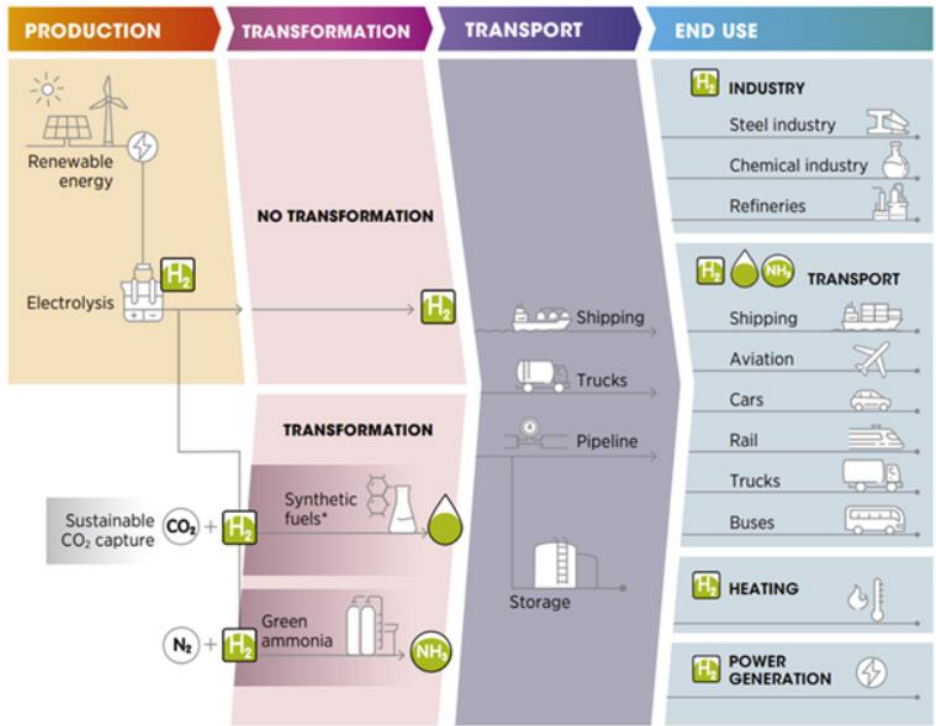 PRODUCTION
TRANSFORMATION
TRANSPORT
END USE
Renewable
energy
H₂
Electrolysis
+ −
NO TRANSFORMATION
H₂
TRANSFORMATION
Sustainable
CO₂ capture
CO₂ + H₂
Synthetic
fuels*
N₂ + H₂
Green
ammonia
NH₃
Shipping
Trucks
Pipeline
Storage
H₂ INDUSTRY
Steel industry
Chemical industry
Refineries
H₂ NH₃ TRANSPORT
Shipping
Aviation
Cars
Rail
Trucks
Buses
H₂ HEATING
H₂ POWER
GENERATION